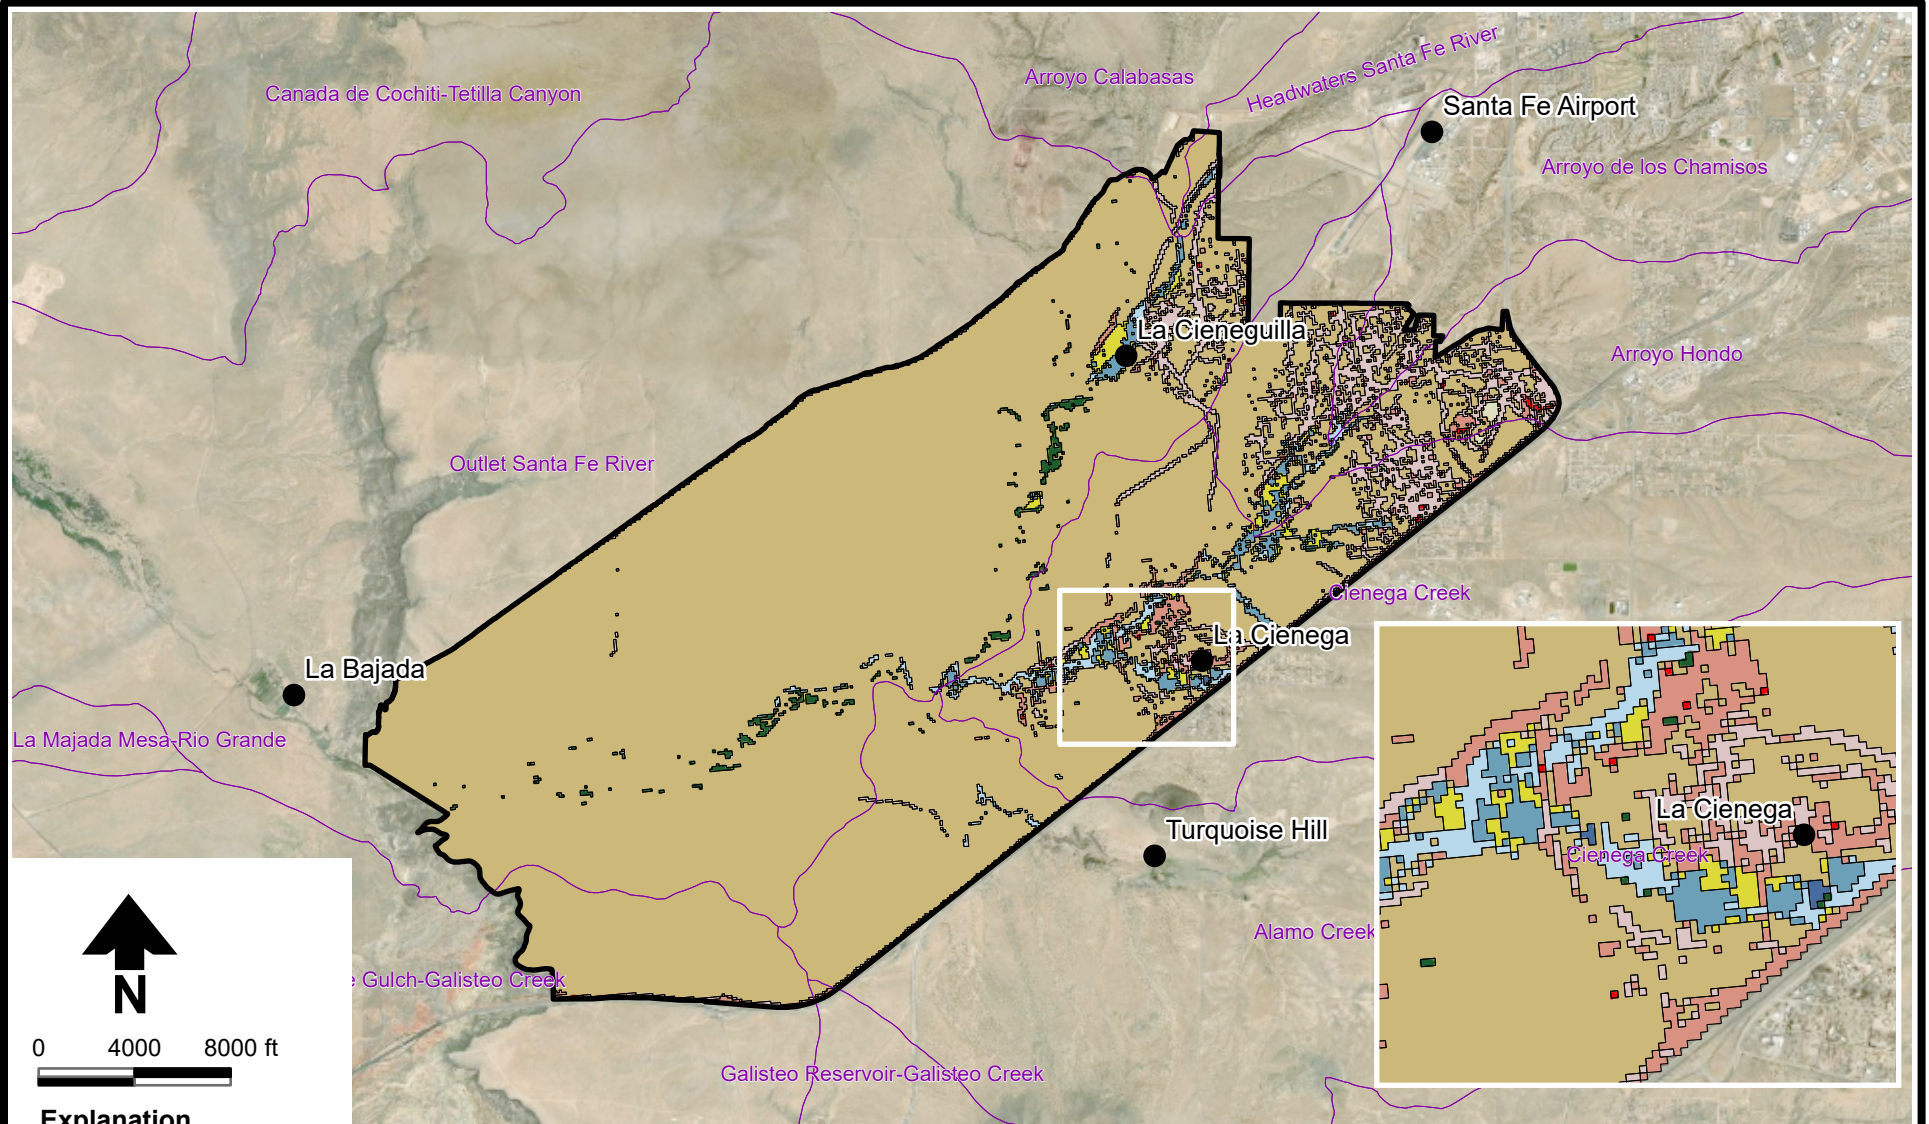 Headwaters Santa Fe River
Arroyo Calabasas
Canada de Cochiti-Tetilla Canyon
Santa Fe Airport
Arroyo de los Chamisos
La Cieneguilla
Arroyo Hondo
Outlet Santa Fe River
Cienega Creek
La Cienega
La Bajada
La Majada Mesa-Rio Grande
La Cienega
Turquoise Hill
Cienega Creek
Alamo Creek
Gulch-Galisteo Creek
N
0 4000 8000 ft
Galisteo Reservoir-Galisteo Creek
Explanation